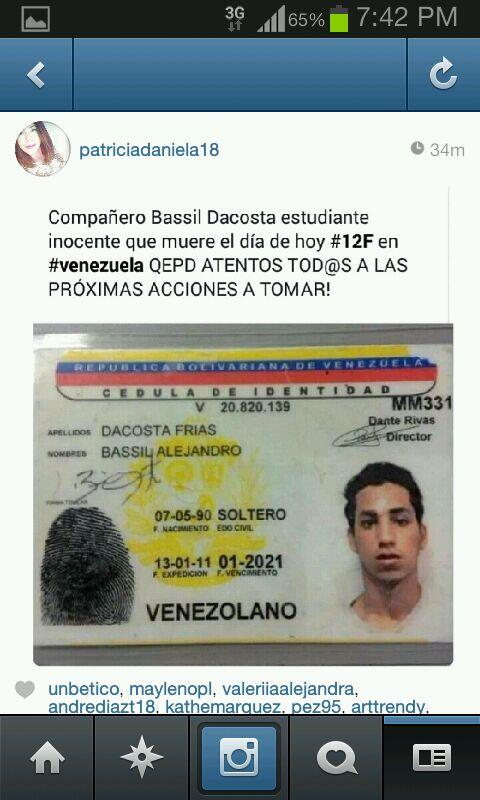 3G 65% 7:42 PM
patriciadaniela18 34m
Compañero Bassil Dacosta estudiante
inocente que muere el día de hoy #12F en
#venezuela QEPD ATENTOS TOD@S A LAS
PRÓXIMAS ACCIONES A TOMAR!
REPUBLICA BOLIVARIANA DE VENEZUELA
CEDULA DE IDENTIDAD
V 20.820.139 MM331
Dante Rivas
Director
APELLIDOS DACOSTA FRIAS
NOMBRES BASSIL ALEJANDRO
FIRMA TITULAR
07-05-90 SOLTERO
F. NACIMIENTO EDO CIVIL
13-01-11 01-2021
F. EXPEDICION F. VENCIMIENTO
VENEZOLANO
unbetico, maylenopl, valeriiaalejandra,
andrediazt18, kathemarquez, pez95, arttrendy,